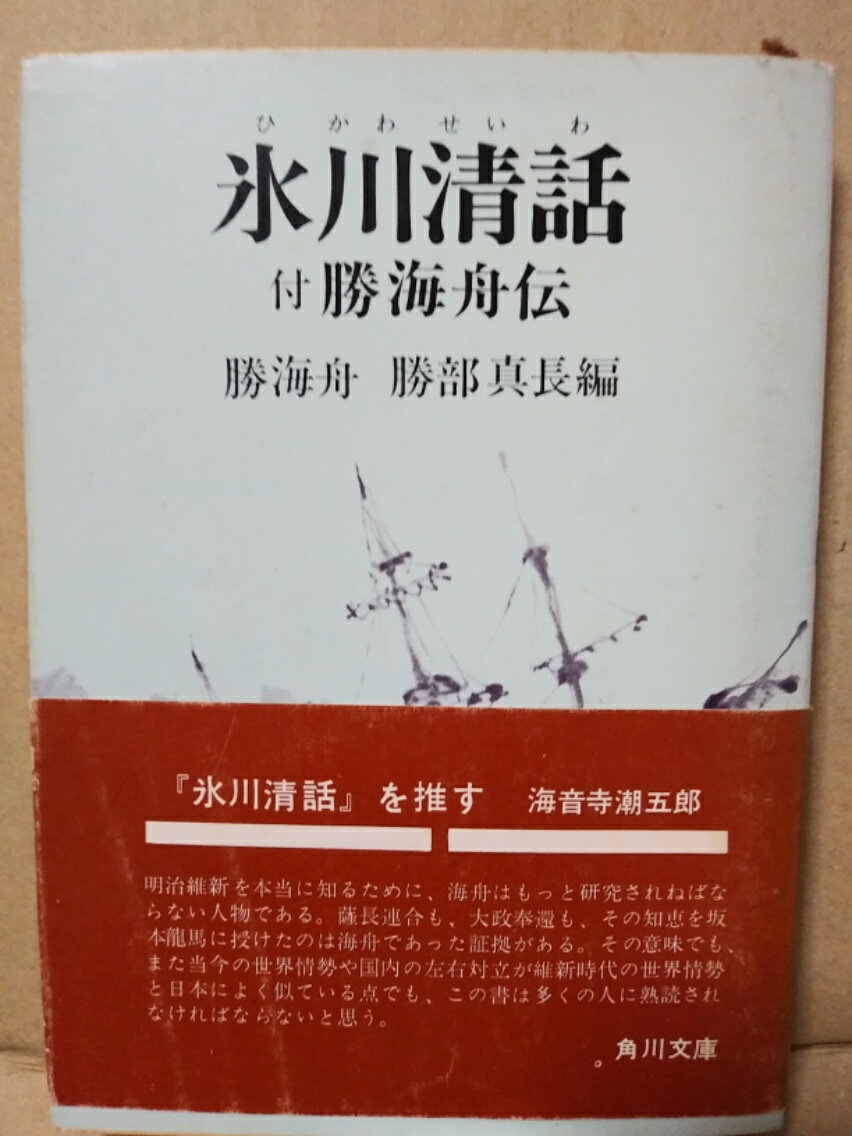 ひかわせいわ
氷川清話
付 勝海舟伝
勝海舟 勝部真長編
『氷川清話』を推す 海音寺潮五郎
明治維新を本当に知るために、海舟はもっと研究されねばな
らない人物である。薩長連合も、大政奉還も、その知恵を坂
本龍馬に授けたのは海舟であった証拠がある。その意味でも、
また当今の世界情勢や国内の左右対立が維新時代の世界情勢
と日本によく似ている点でも、この書は多くの人に熟読され
なければならないと思う。
角川文庫